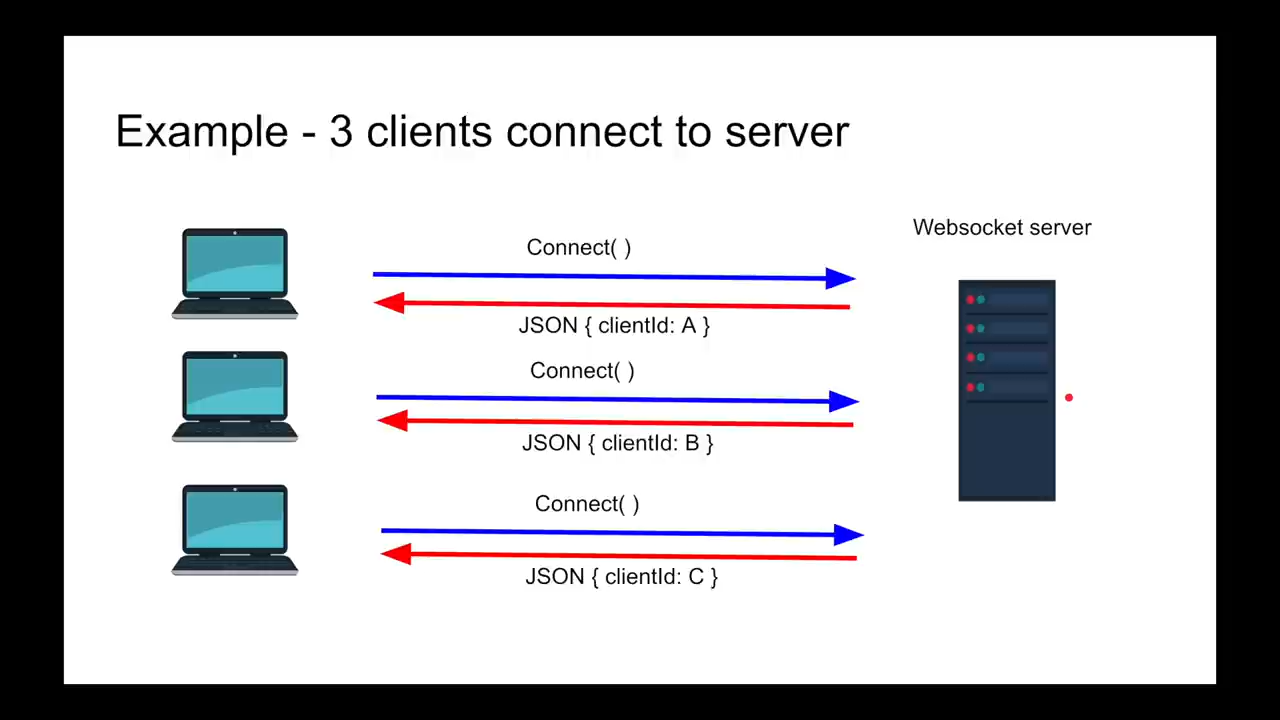 Example - 3 clients connect to server
Websocket server
Connect( )
JSON { clientId: A }
Connect( )
JSON { clientId: B }
Connect( )
JSON { clientId: C }